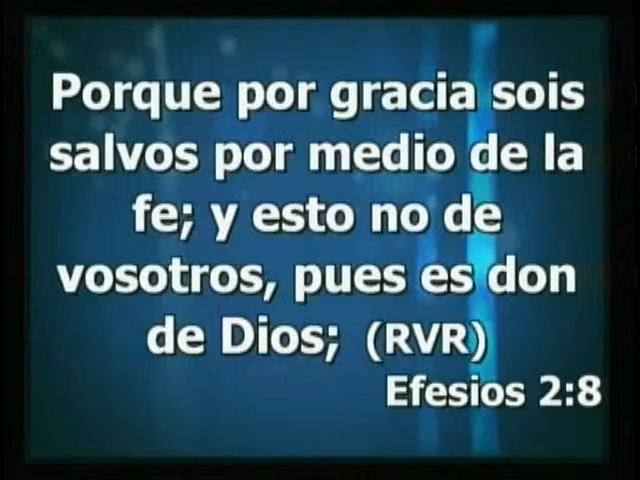 Porque por gracia sois
salvos por medio de la
fe; y esto no de
vosotros, pues es don
de Dios; (RVR)
Efesios 2:8